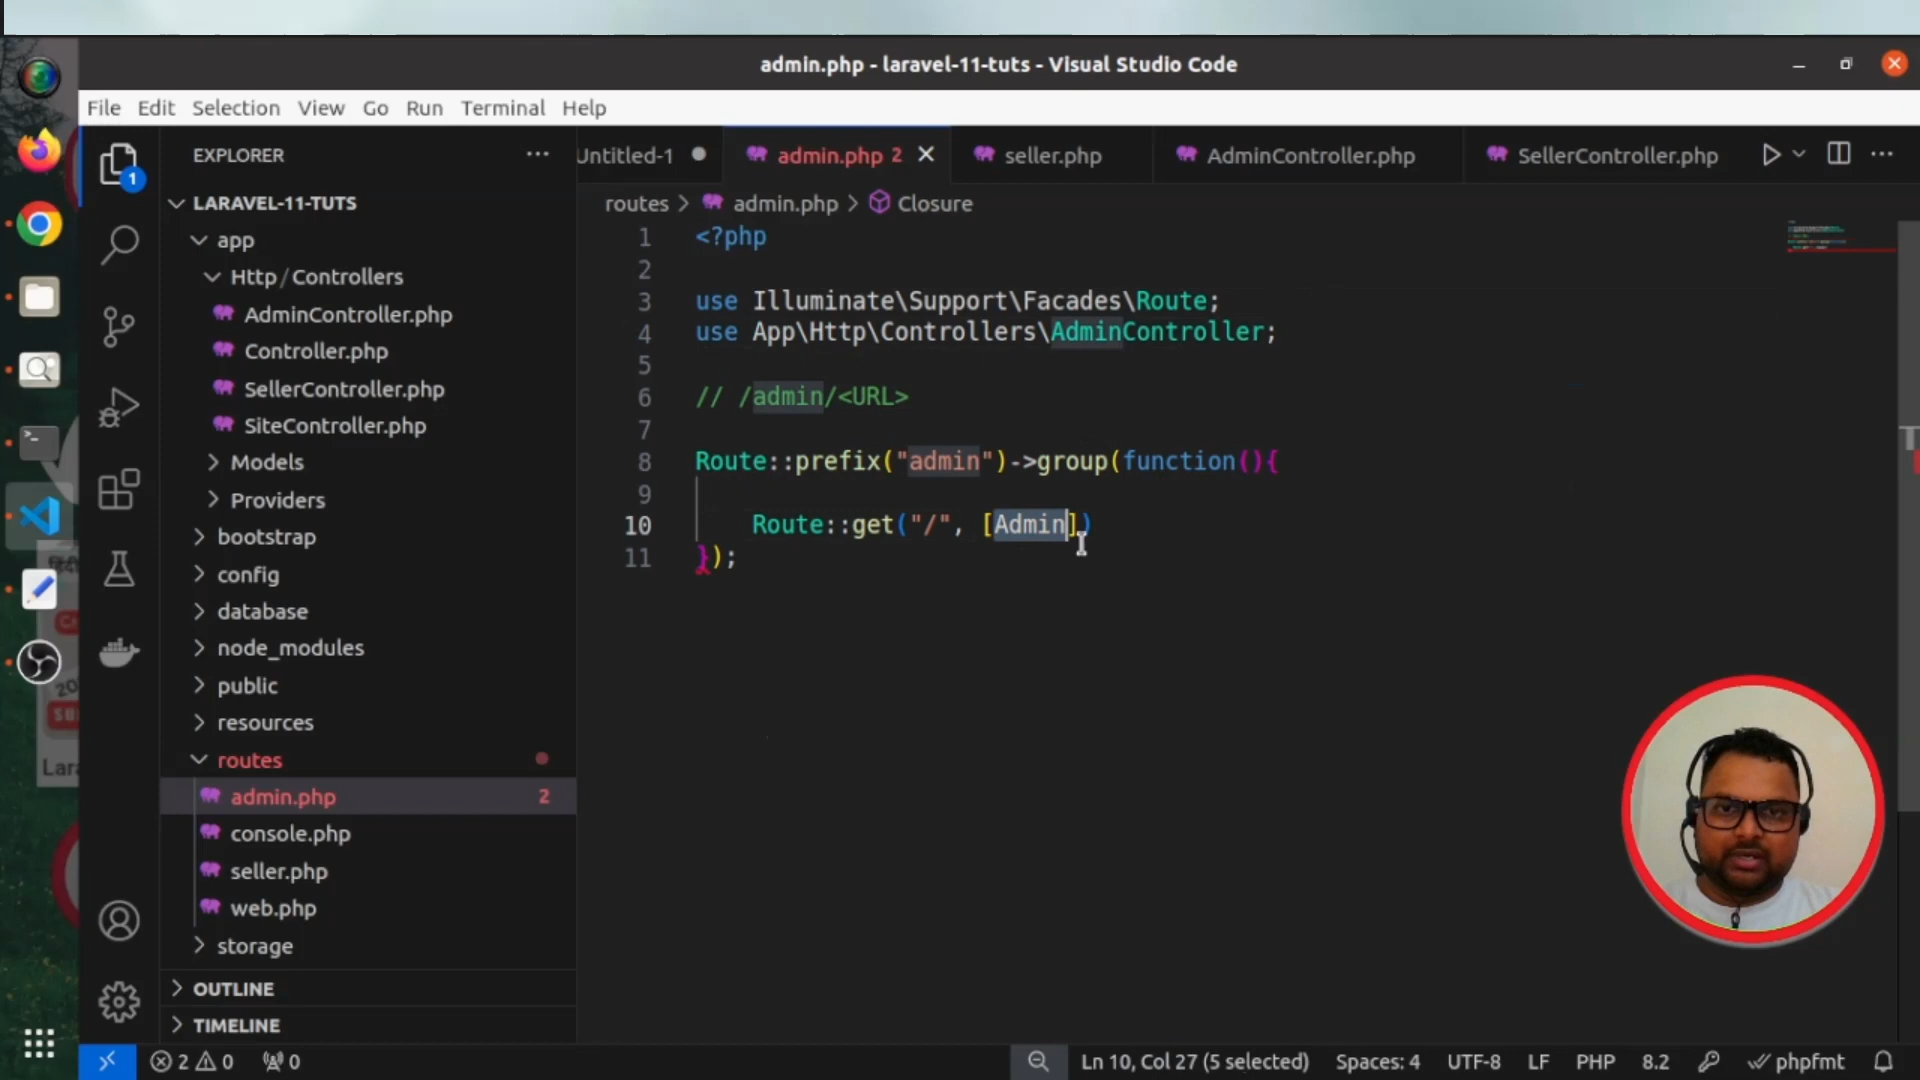 admin.php - laravel-11-tuts - Visual Studio Code
File Edit Selection View Go Run Terminal Help
EXPLORER
Untitled-1
admin.php 2
seller.php
AdminController.php
SellerController.php
LARAVEL-11-TUTS
app
Http / Controllers
AdminController.php
Controller.php
SellerController.php
SiteController.php
Models
Providers
bootstrap
config
database
node_modules
public
resources
routes
admin.php 2
console.php
seller.php
web.php
storage
OUTLINE
TIMELINE
1
routes > admin.php > Closure
1 <?php
2
3 use Illuminate\Support\Facades\Route;
4 use App\Http\Controllers\AdminController;
5
6 // /admin/<URL>
7
8 Route::prefix("admin")->group(function(){
9
10 Route::get("/", [Admin])
11 });
2 0 0
Ln 10, Col 27 (5 selected) Spaces: 4 UTF-8 LF PHP 8.2 phpfmt